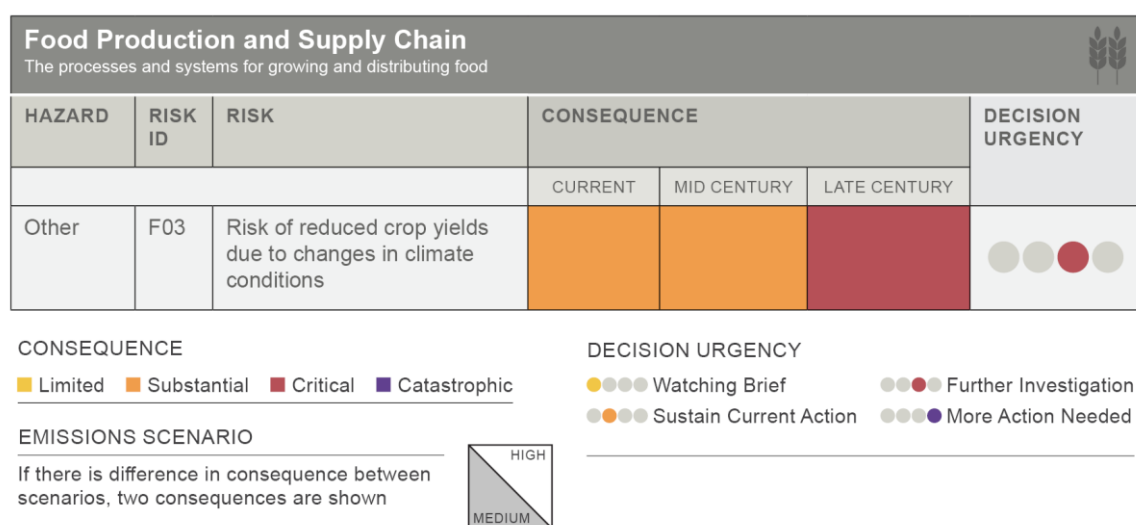 Food Production and Supply Chain
The processes and systems for growing and distributing food
HAZARD
RISK
ID
RISK
CONSEQUENCE
DECISION
URGENCY
CURRENT
MID CENTURY
LATE CENTURY
Other
F03
Risk of reduced crop yields
due to changes in climate
conditions
CONSEQUENCE
Limited
Substantial
Critical
Catastrophic
DECISION URGENCY
Watching Brief
Further Investigation
Sustain Current Action
More Action Needed
EMISSIONS SCENARIO
If there is difference in consequence between
scenarios, two consequences are shown
HIGH
MEDIUM